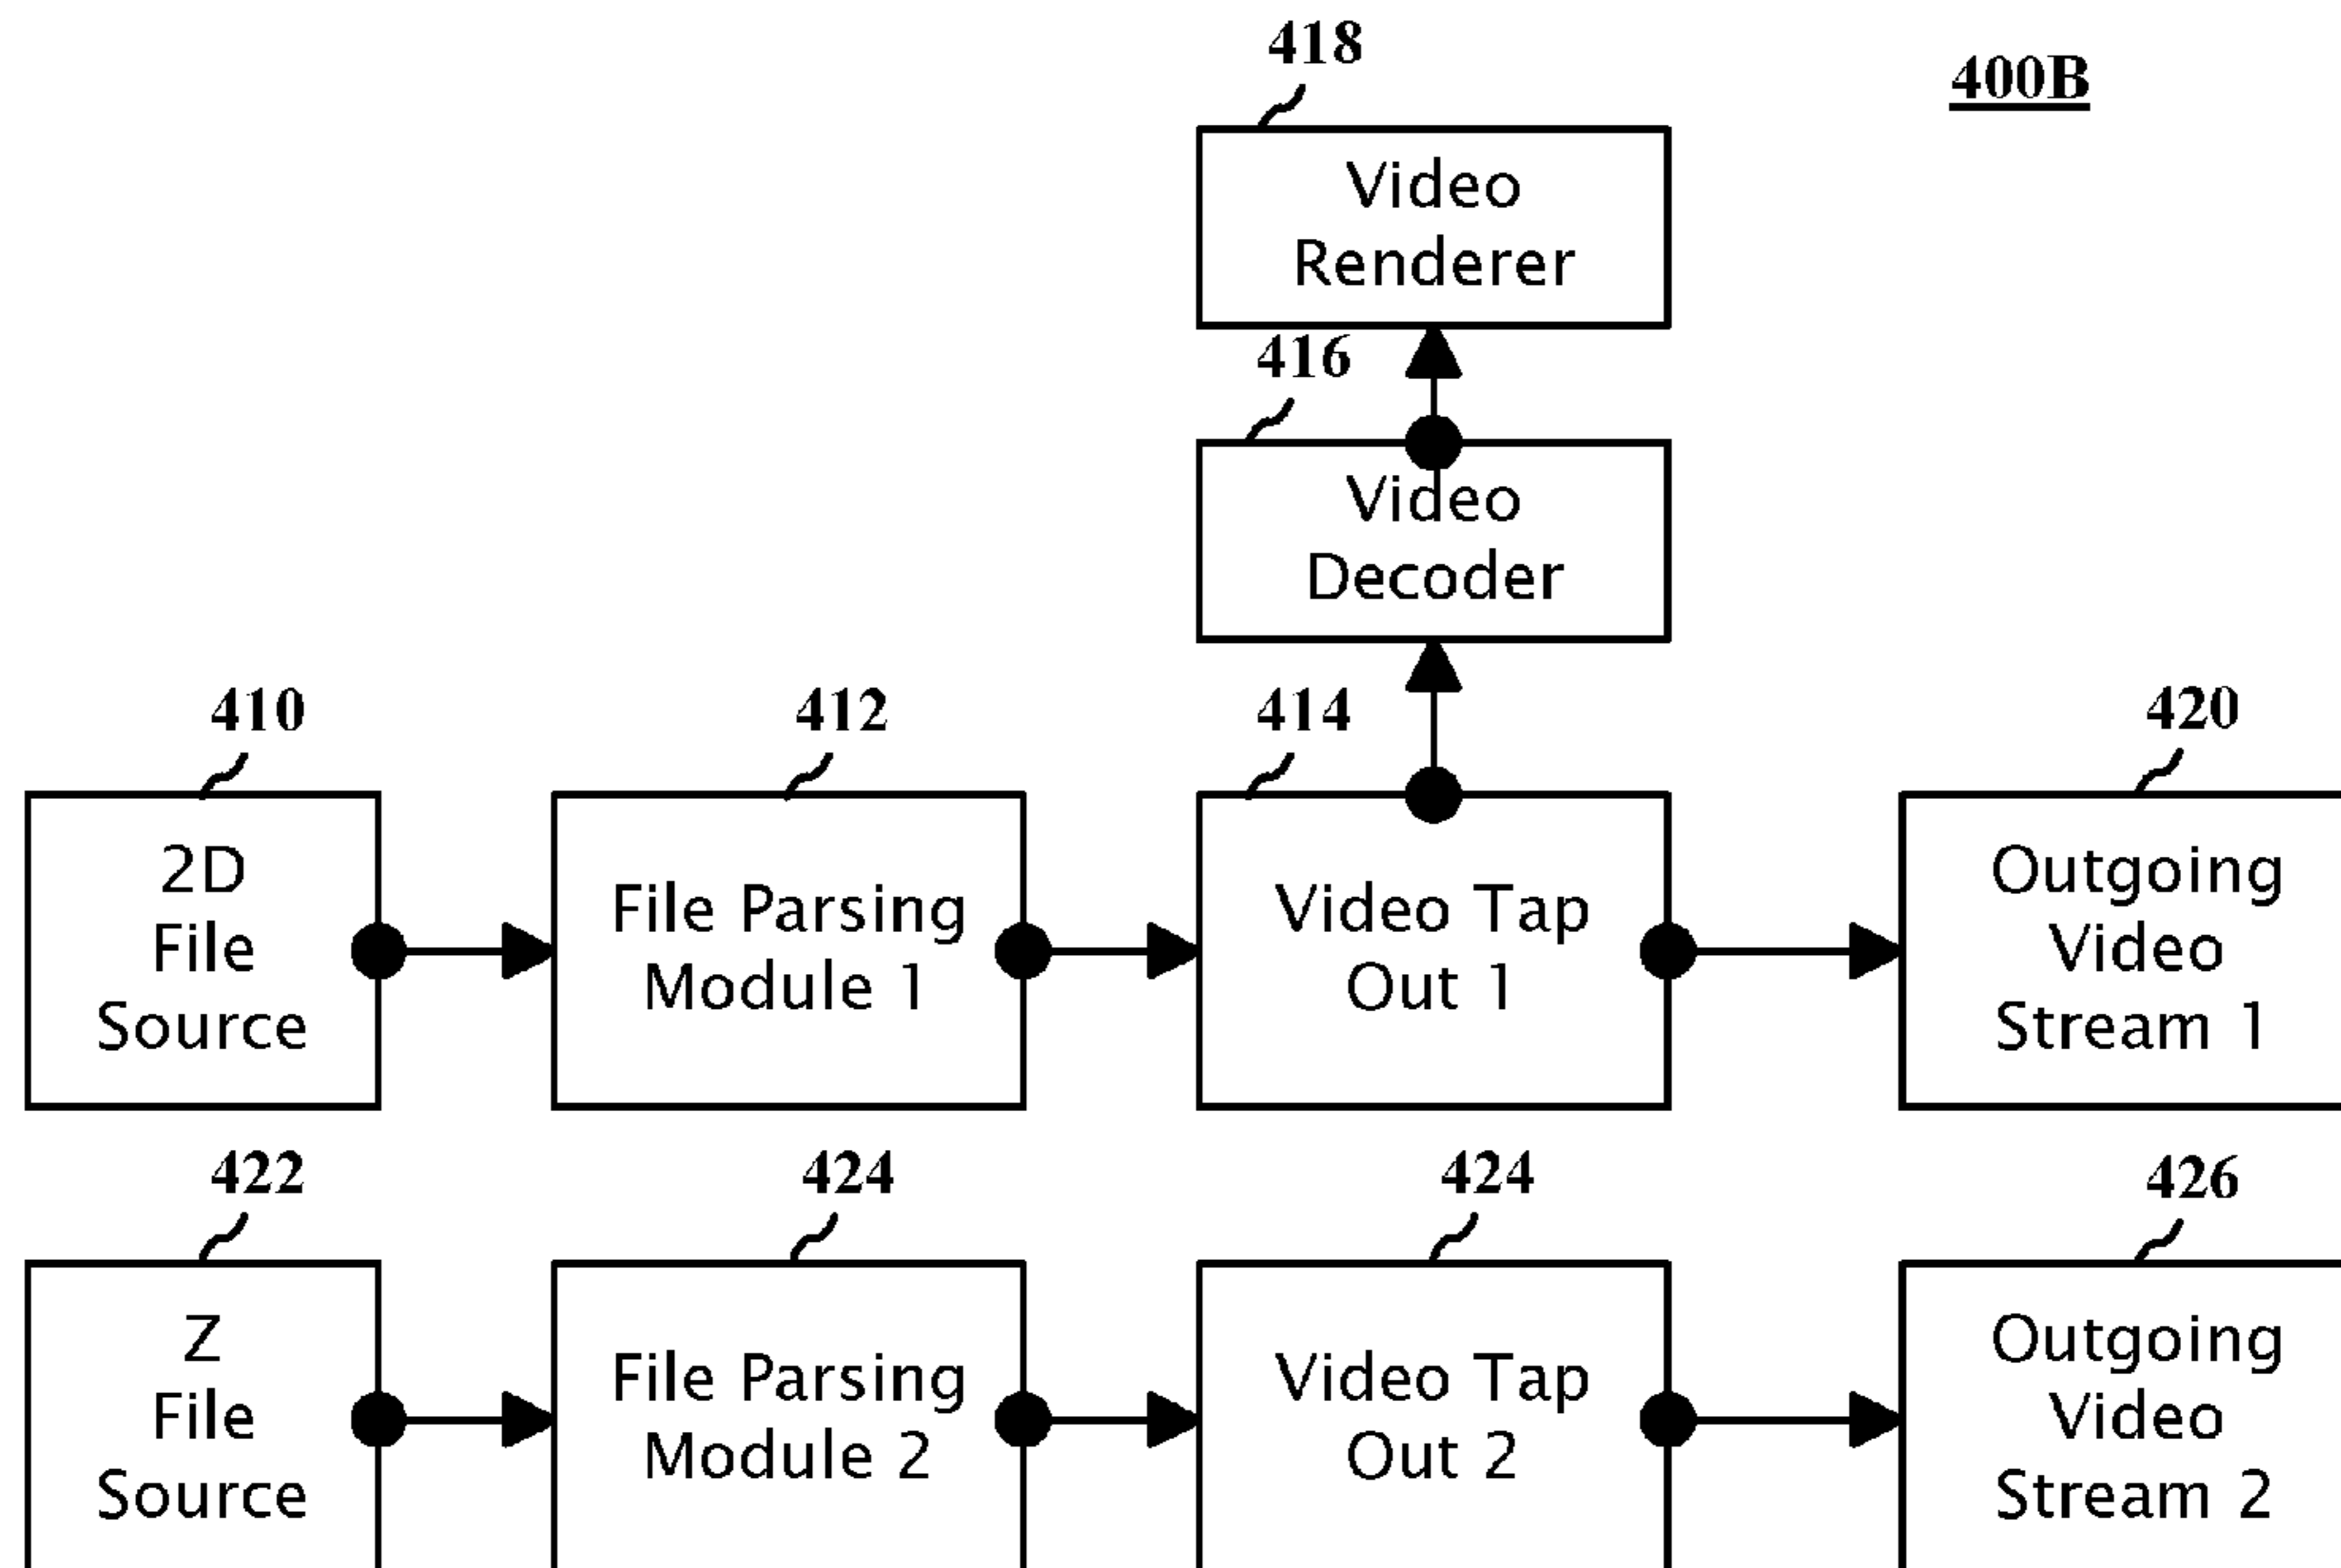 418
400B
Video
Renderer
416
Video
Decoder
410
412
414
420
2D
File
Source
File Parsing
Module 1
Video Tap
Out 1
Outgoing
Video
Stream 1
422
424
424
426
Z
File
Source
File Parsing
Module 2
Video Tap
Out 2
Outgoing
Video
Stream 2